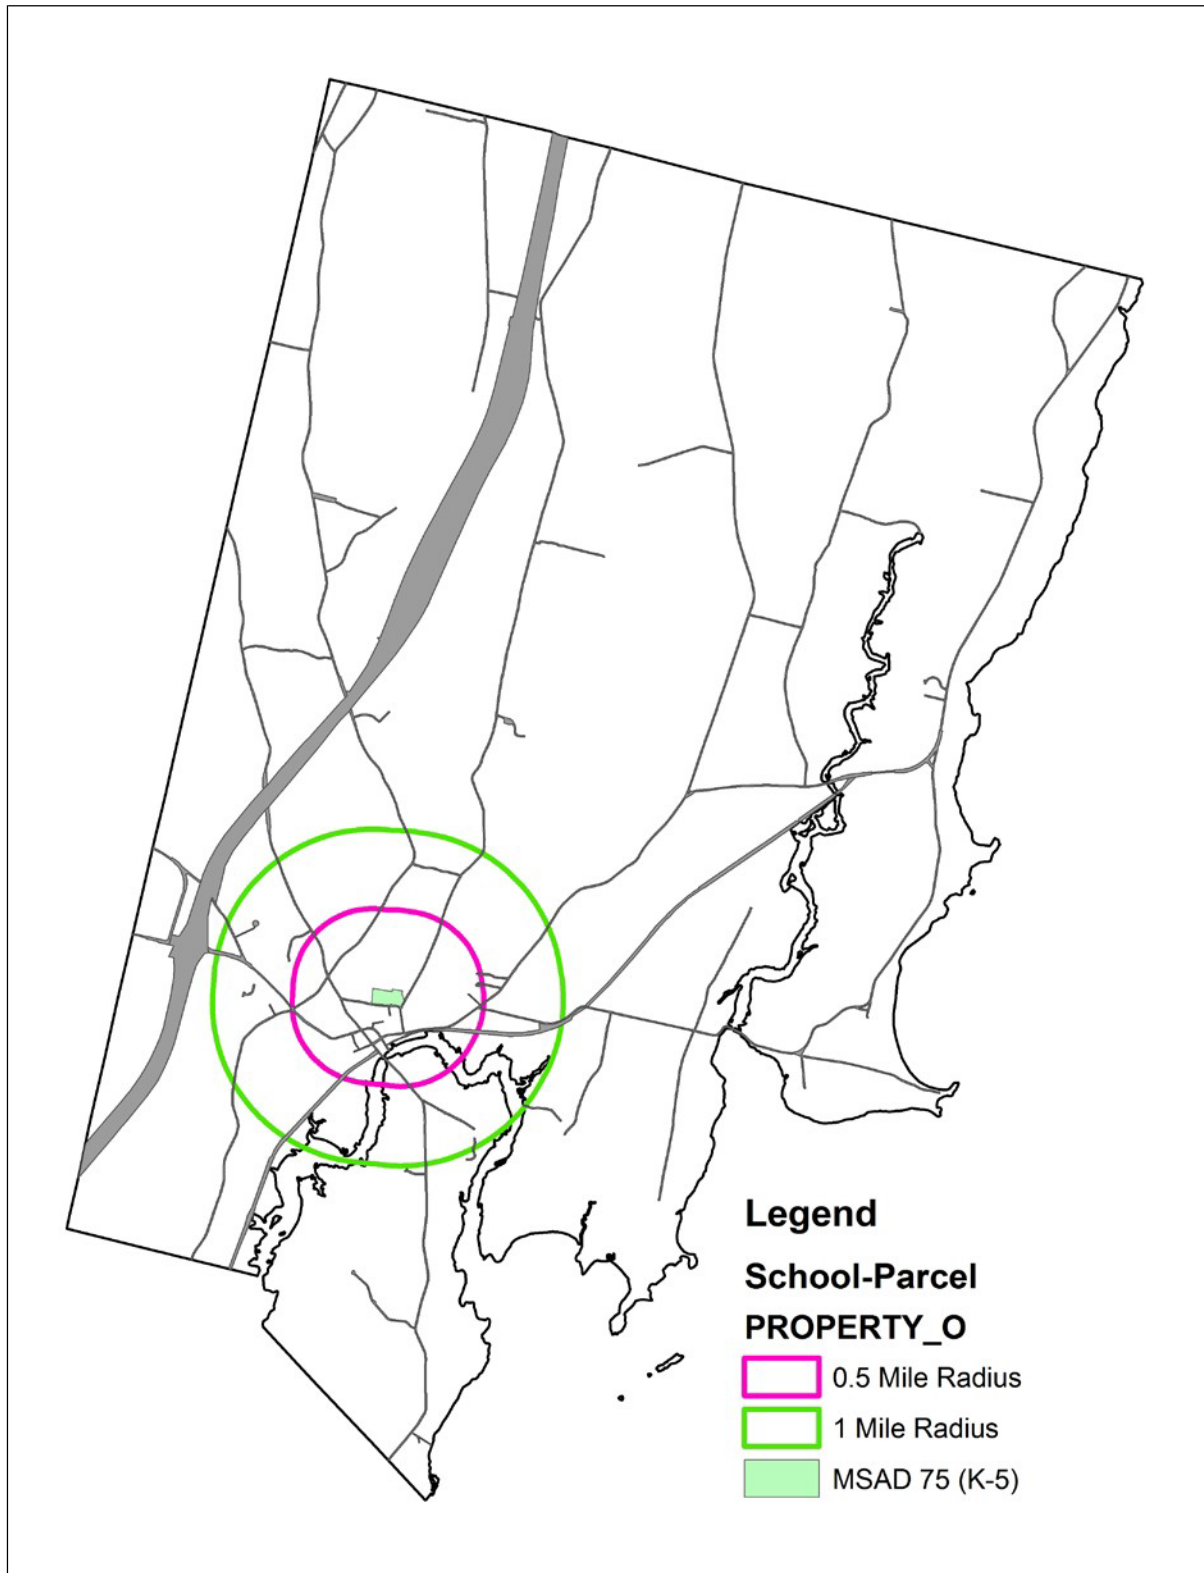 Legend
School-Parcel
PROPERTY_O
0.5 Mile Radius
1 Mile Radius
MSAD 75 (K-5)